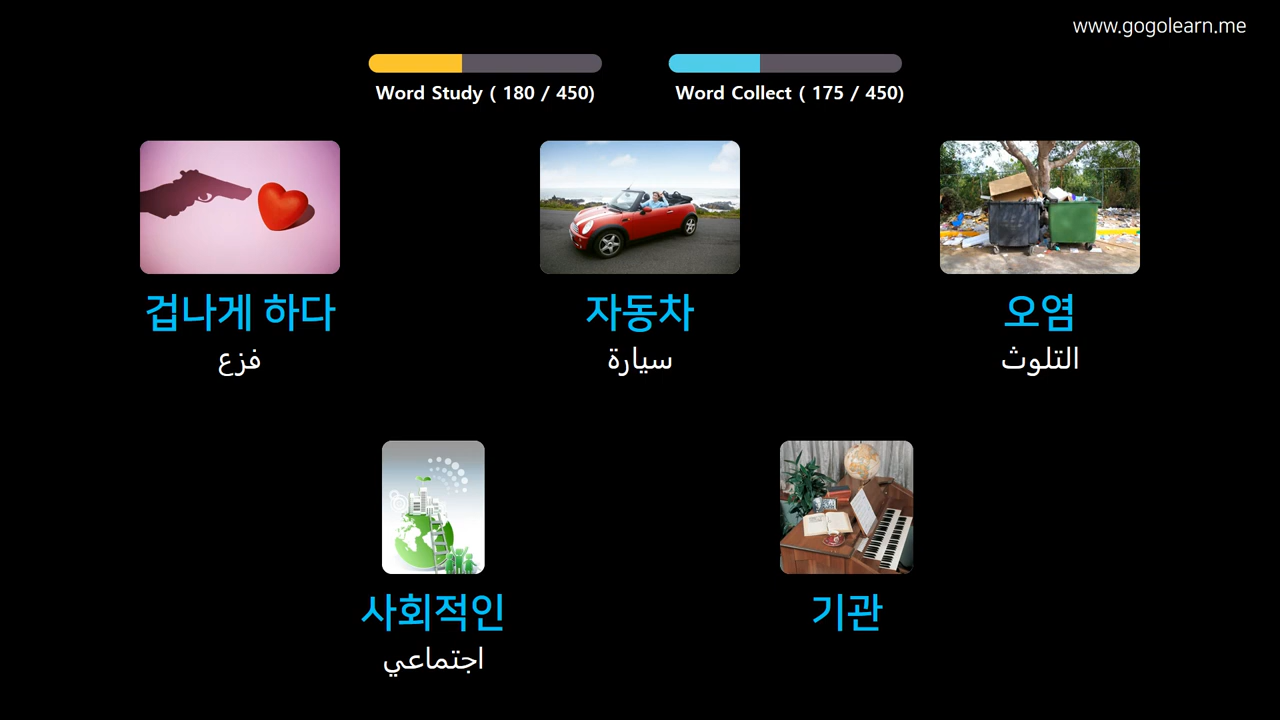 www.gogolearn.me
Word Study ( 180 / 450)
Word Collect ( 175 / 450)
겁나게 하다
فزع
자동차
سيارة
오염
التلوث
사회적인
اجتماعي
기관